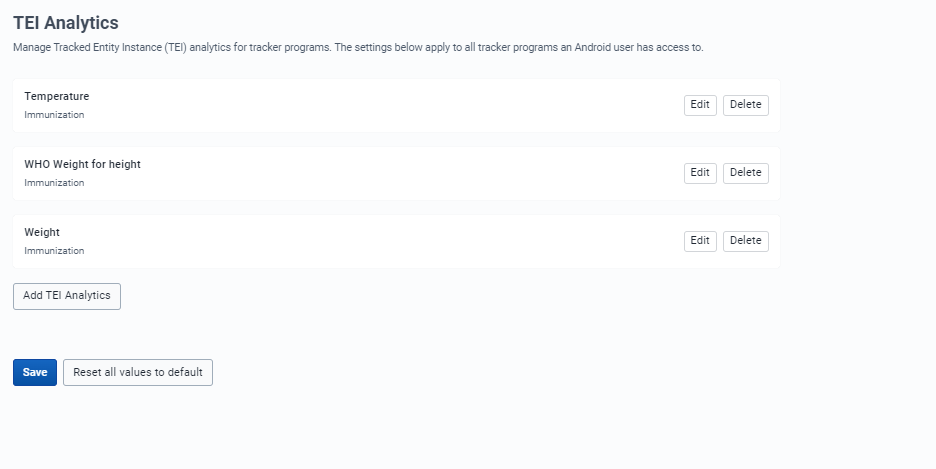 TEI Analytics
Manage Tracked Entity Instance (TEI) analytics for tracker programs. The settings below apply to all tracker programs an Android user has access to.
Temperature
Immunization
Edit Delete
WHO Weight for height
Immunization
Edit Delete
Weight
Immunization
Edit Delete
Add TEI Analytics
Save Reset all values to default